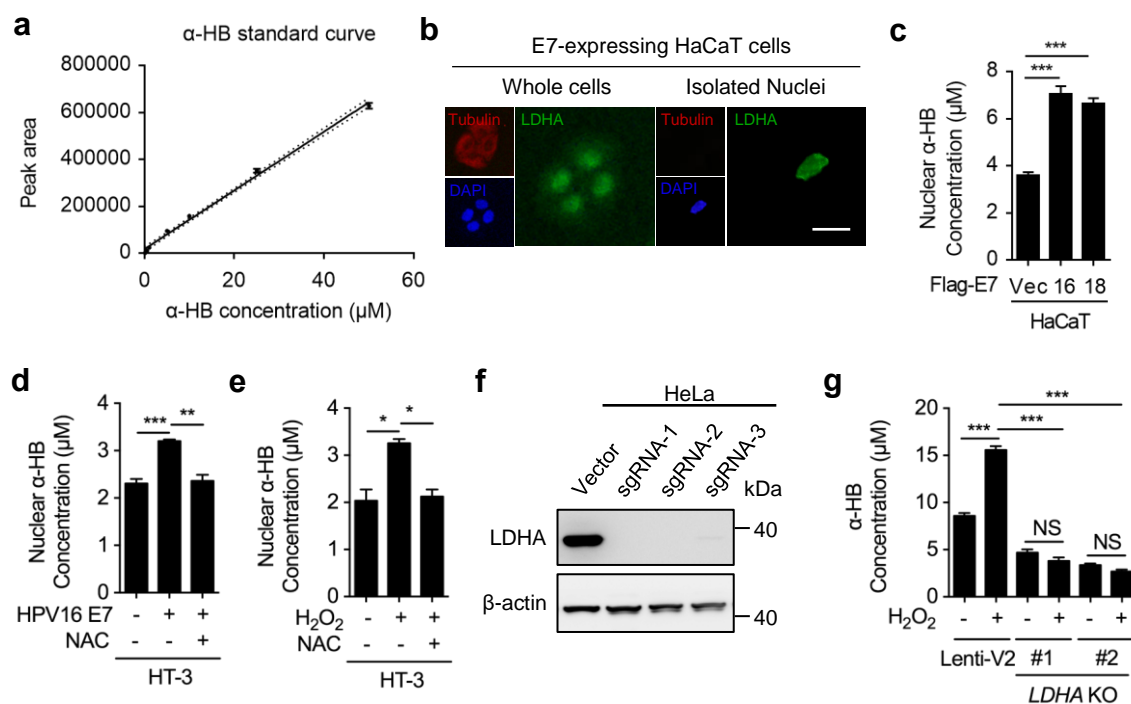 a
α-HB standard curve
800000
600000
400000
200000
0
Peak area
0 20 40 60
α-HB concentration (µM)
b
E7-expressing HaCaT cells
Whole cells Isolated Nuclei
Tubulin LDHA Tubulin LDHA
DAPI DAPI
c
***
***
8
6
4
2
0
Nuclear α-HB
Concentration (µM)
Flag-E7 Vec 16 18
HaCaT
d
*** **
4
3
2
1
0
Nuclear α-HB
Concentration (µM)
HPV16 E7 - + +
NAC - - +
HT-3
e
* *
4
3
2
1
0
Nuclear α-HB
Concentration (µM)
H2O2 - + +
NAC - - +
HT-3
f
HeLa
Vector sgRNA-1 sgRNA-2 sgRNA-3 kDa
LDHA 40
β-actin 40
g
***
***
***
NS NS
20
15
10
5
0
α-HB
Concentration (µM)
H2O2 - + - + - +
Lenti-V2 #1 #2
LDHA KO